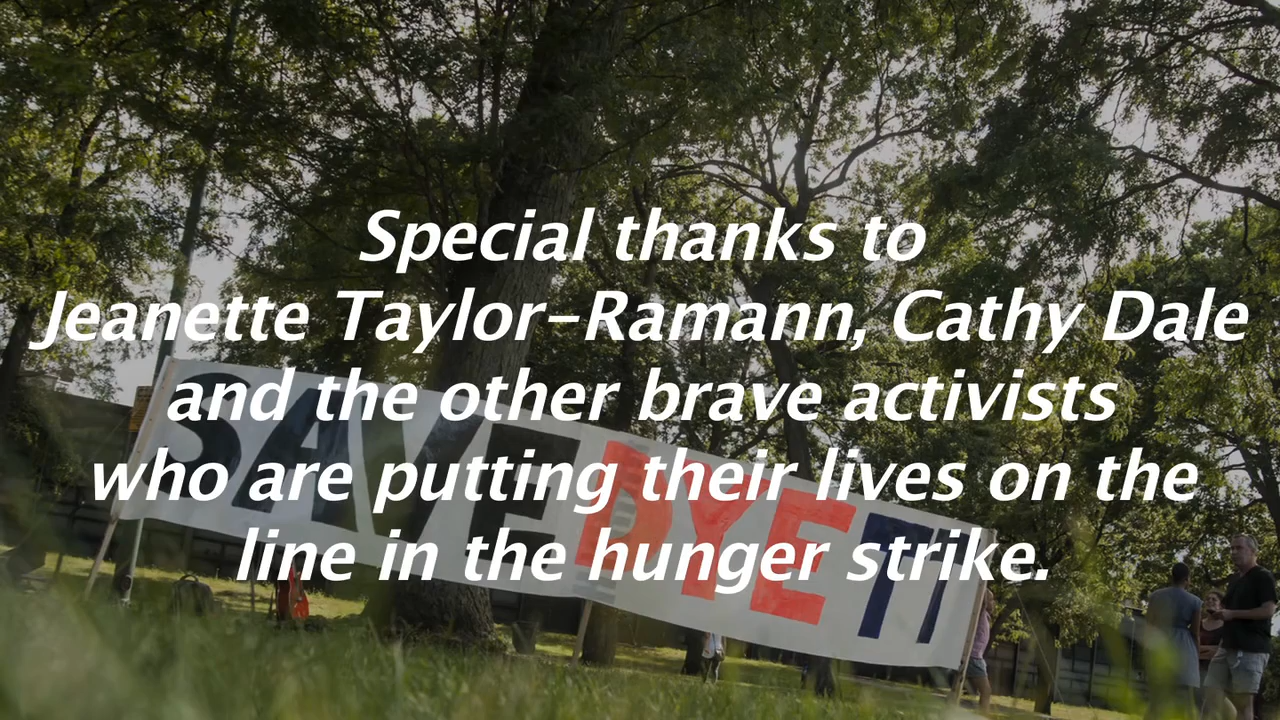 Special thanks to
Jeanette Taylor-Ramann, Cathy Dale
and the other brave activists
who are putting their lives on the
line in the hunger strike.
SAVE DYETT